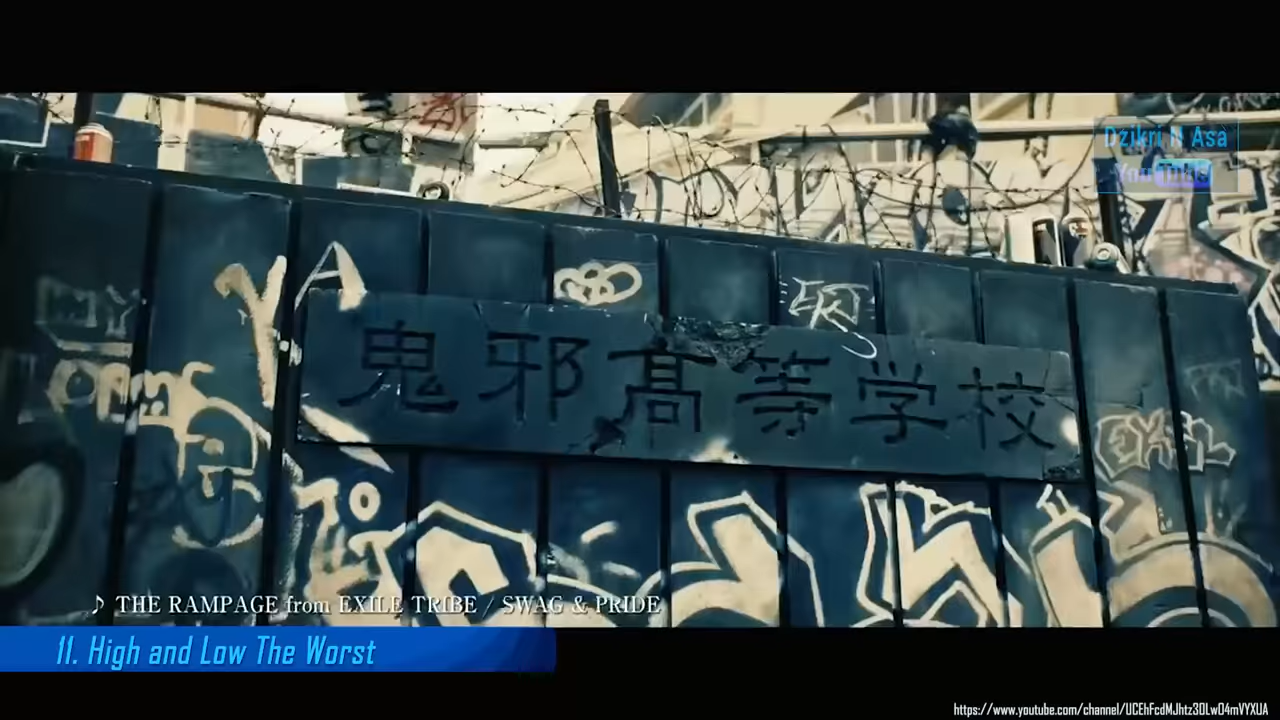 Dzikri N Asa
YouTube
鬼邪高等学校
♪ THE RAMPAGE from EXILE TRIBE / SWAG & PRIDE
11. High and Low The Worst
https://www.youtube.com/channel/UCEhFcdMJhtz3OLwO4mVYXUA